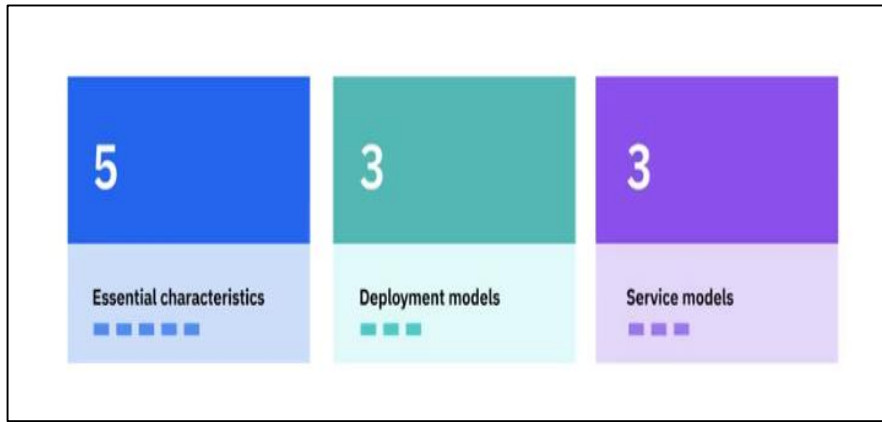 5
Essential characteristics
3
Deployment models
3
Service models